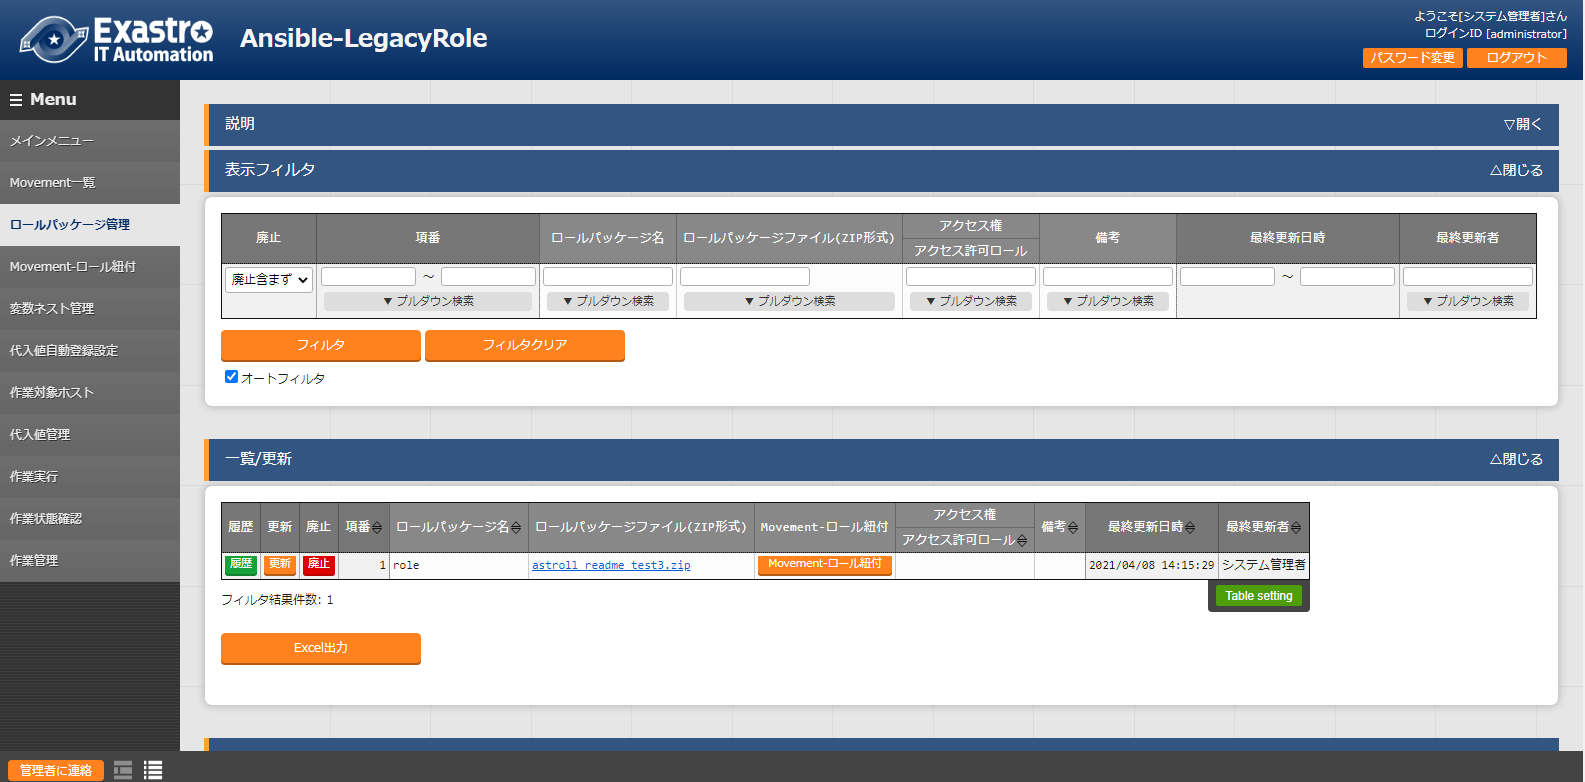 Exastro
IT Automation
Ansible-LegacyRole
ようこそ[システム管理者]さん
ログインID [administrator]
パスワード変更
ログアウト
Menu
メインメニュー
Movement一覧
ロールパッケージ管理
Movement-ロール紐付
変数ネスト管理
代入値自動登録設定
作業対象ホスト
代入値管理
作業実行
作業状態確認
作業管理
説明
▽開く
表示フィルタ
△閉じる
廃止
項番
ロールパッケージ名
ロールパッケージファイル(ZIP形式)
アクセス権
アクセス許可ロール
備考
最終更新日時
最終更新者
廃止含まず
～
～
▼ プルダウン検索
▼ プルダウン検索
▼ プルダウン検索
▼ プルダウン検索
▼ プルダウン検索
▼ プルダウン検索
フィルタ
フィルタクリア
オートフィルタ
一覧/更新
△閉じる
履歴
更新
廃止
項番
ロールパッケージ名
ロールパッケージファイル(ZIP形式)
Movement-ロール紐付
アクセス権
アクセス許可ロール
備考
最終更新日時
最終更新者
履歴
更新
廃止
1
role
astroll_readme_test3.zip
Movement-ロール紐付
2021/04/08 14:15:29
システム管理者
フィルタ結果件数: 1
Table setting
Excel出力
管理者に連絡